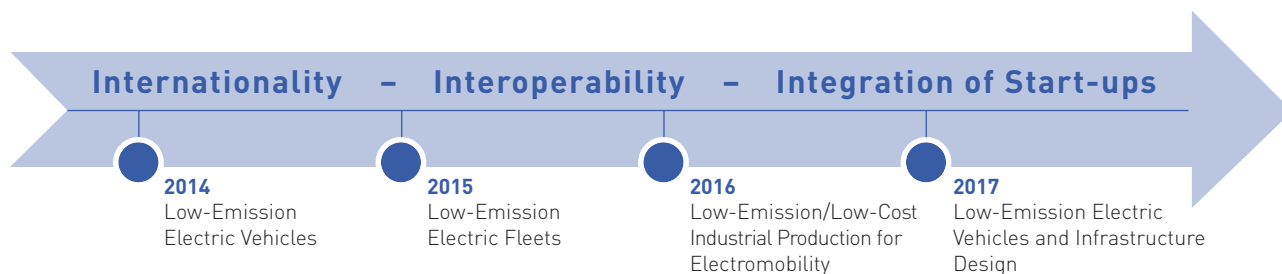 Internationality – Interoperability – Integration of Start-ups
2014
Low-Emission
Electric Vehicles
2015
Low-Emission
Electric Fleets
2016
Low-Emission/Low-Cost
Industrial Production for
Electromobility
2017
Low-Emission Electric
Vehicles and Infrastructure
Design